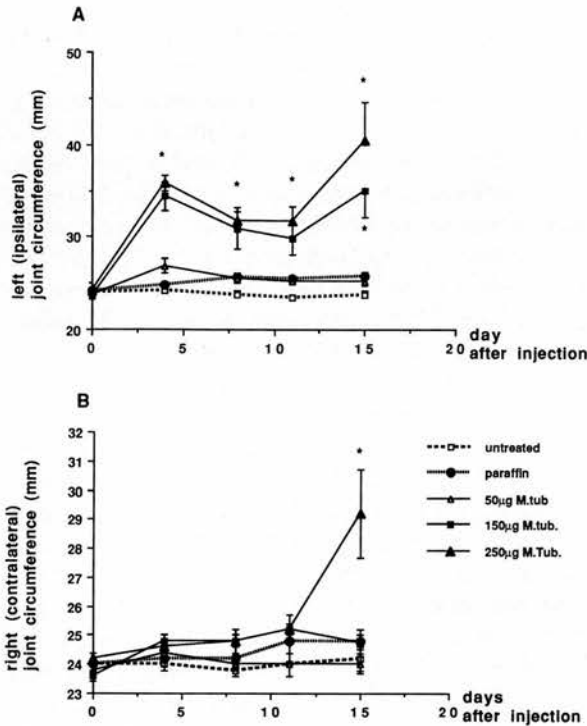 A
left (ipsilateral)
joint circumference (mm)
50
40
30
20
*
*
*
*
*
0
5
10
15
20
day
after injection
B
right (contralateral)
joint circumference (mm)
32
31
30
29
28
27
26
25
24
23
*
0
5
10
15
20
days
after injection
untreated
paraffin
50μg M.tub
150μg M.tub.
250μg M.Tub.